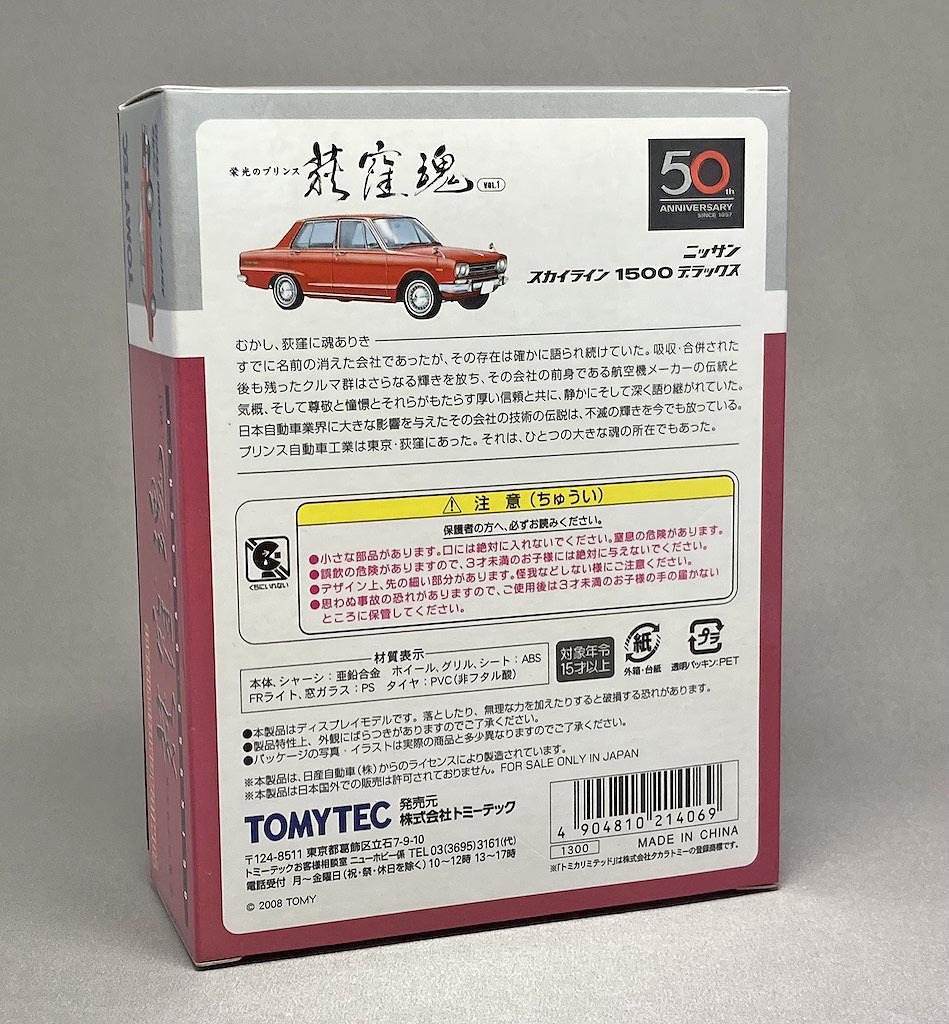 栄光のプリンス 荻窪魂 vol.1
50th
ANNIVERSARY
SINCE 1957
ニッサン
スカイライン 1500 デラックス
むかし、荻窪に魂ありき
すでに名前の消えた会社であったが、その存在は確かに語られ続けていた。吸収・合併された
後も残ったクルマ群はさらなる輝きを放ち、その会社の前身である航空機メーカーの伝統と
気概、そして尊敬と憧憬とそれらがもたらす厚い信頼と共に、静かにそして深く語り継がれていた。
日本自動車業界に大きな影響を与えたその会社の技術の伝説は、不滅の輝きを今でも放っている。
プリンス自動車工業は東京・荻窪にあった。それは、ひとつの大きな魂の所在でもあった。
注 意（ちゅうい）
保護者の方へ、必ずお読みください。
くちにいれない
●小さな部品があります。口には絶対に入れないでください。窒息の危険があります。
●誤飲の危険がありますので、3才未満のお子様には絶対に与えないでください。
●デザイン上、先の細い部分があります。怪我などしない様にご注意ください。
●思わぬ事故の恐れがありますので、ご使用後は3才未満のお子様の手の届かない
ところに保管してください。
材質表示
本体、シャーシ：亜鉛合金 ホイール、グリル、シート：ABS
FRライト、窓ガラス：PS タイヤ：PVC(非フタル酸)
対象年令
15才以上
紙
外箱・台紙
プラ
透明パッキン:PET
●本製品はディスプレイモデルです。落としたり、無理な力を加えたりすると破損する恐れがあります。
●製品特性上、外観にばらつきがありますのでご了承ください。
●パッケージの写真・イラストは実際の商品と多少異なりますのでご了承ください。
※本製品は、日産自動車(株)からのライセンスにより製造されています。
※本製品は日本国外での販売は許可されておりません。FOR SALE ONLY IN JAPAN
TOMYTEC 発売元
株式会社トミーテック
〒124-8511 東京都葛飾区立石7-9-10
トミーテックお客様相談室 ニューホビー係 TEL 03(3695)3161(代)
電話受付 月～金曜日(祝・祭・休日を除く)10～12時 13～17時
© 2008 TOMY
4 904810 214069
1300
MADE IN CHINA
※「トミカリミテッド」は株式会社タカラトミーの登録商標です。
TOMYTEC